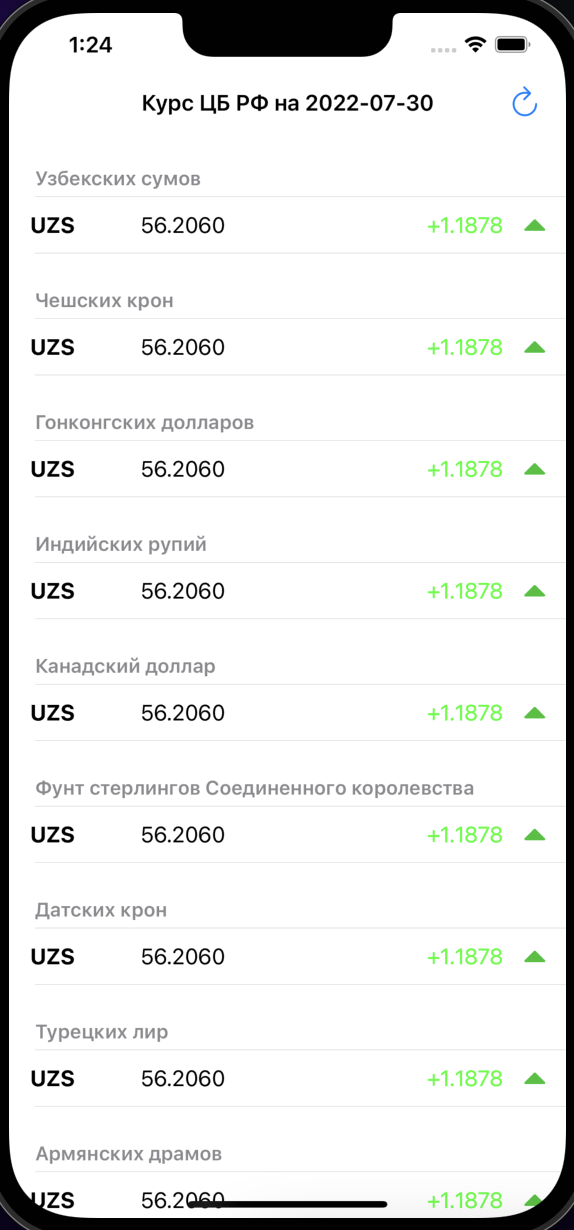 1:24
Курс ЦБ РФ на 2022-07-30
Узбекских сумов
UZS 56.2060 +1.1878
Чешских крон
UZS 56.2060 +1.1878
Гонконгских долларов
UZS 56.2060 +1.1878
Индийских рупий
UZS 56.2060 +1.1878
Канадский доллар
UZS 56.2060 +1.1878
Фунт стерлингов Соединенного королевства
UZS 56.2060 +1.1878
Датских крон
UZS 56.2060 +1.1878
Турецких лир
UZS 56.2060 +1.1878
Армянских драмов
UZS 56.2060 +1.1878